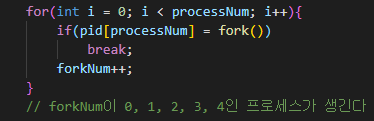 for(int i = 0; i < processNum; i++){
if(pid[processNum] = fork())
break;
forkNum++;
}
// forkNum이 0, 1, 2, 3, 4인 프로세스가 생긴다